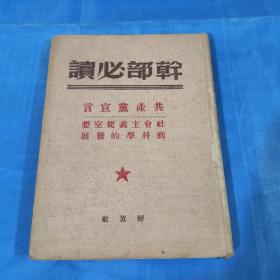 幹部必讀
共產黨宣言
社會主義從空想
到科學的發展
解放社